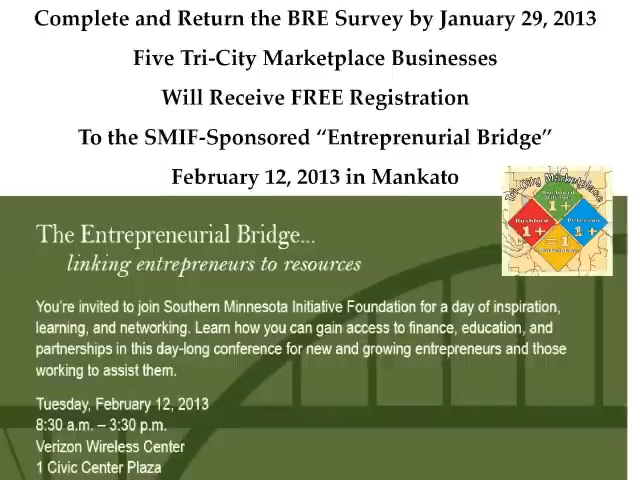 Complete and Return the BRE Survey by January 29, 2013
Five Tri-City Marketplace Businesses
Will Receive FREE Registration
To the SMIF-Sponsored “Entreprenurial Bridge”
February 12, 2013 in Mankato
Tri-City Marketplace
Rushford
Village
1+
Rushford
1+
Peterson
1+
=1
The Entrepreneurial Bridge...
linking entrepreneurs to resources
You're invited to join Southern Minnesota Initiative Foundation for a day of inspiration,
learning, and networking. Learn how you can gain access to finance, education, and
partnerships in this day-long conference for new and growing entrepreneurs and those
working to assist them.
Tuesday, February 12, 2013
8:30 a.m. – 3:30 p.m.
Verizon Wireless Center
1 Civic Center Plaza